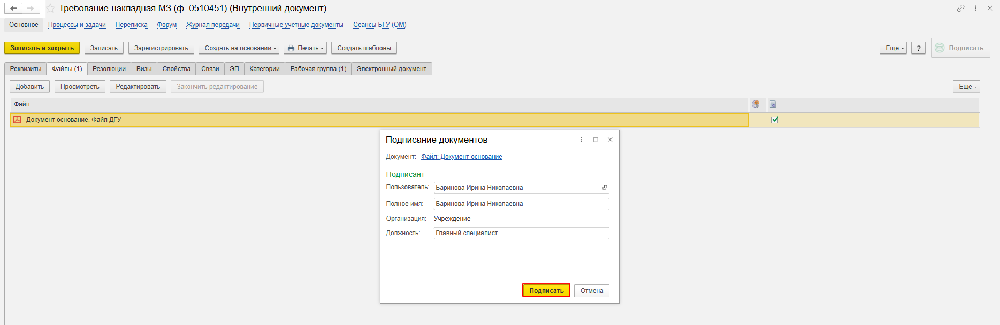 Требование-накладная МЗ (ф. 0510451) (Внутренний документ)
Основное Процессы и задачи Переписка Форум Журнал передачи Первичные учетные документы Сеансы БГУ (ОМ)
Записать и закрыть Записать Зарегистрировать Создать на основании Печать Создать шаблоны Еще ? Подписать
Реквизиты Файлы (1) Резолюции Визы Свойства Связи ЭП Категории Рабочая группа (1) Электронный документ
Добавить Просмотреть Редактировать Закончить редактирование Еще
Файл
Документ основание, Файл ДГУ
Подписание документов
Документ: Файл: Документ основание
Подписант
Пользователь: Баринова Ирина Николаевна
Полное имя: Баринова Ирина Николаевна
Организация: Учреждение
Должность: Главный специалист
Подписать Отмена